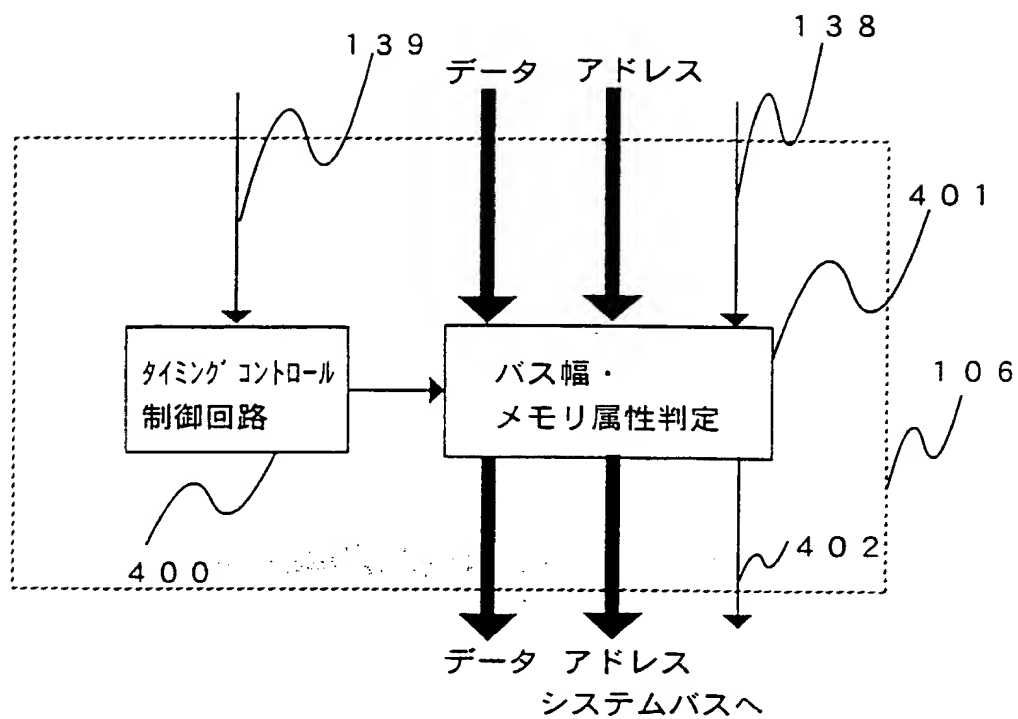 139
138
データ アドレス
401
タイミング コントロール
制御回路
バス幅・
メモリ属性判定
106
400
402
データ アドレス
システムバスへ